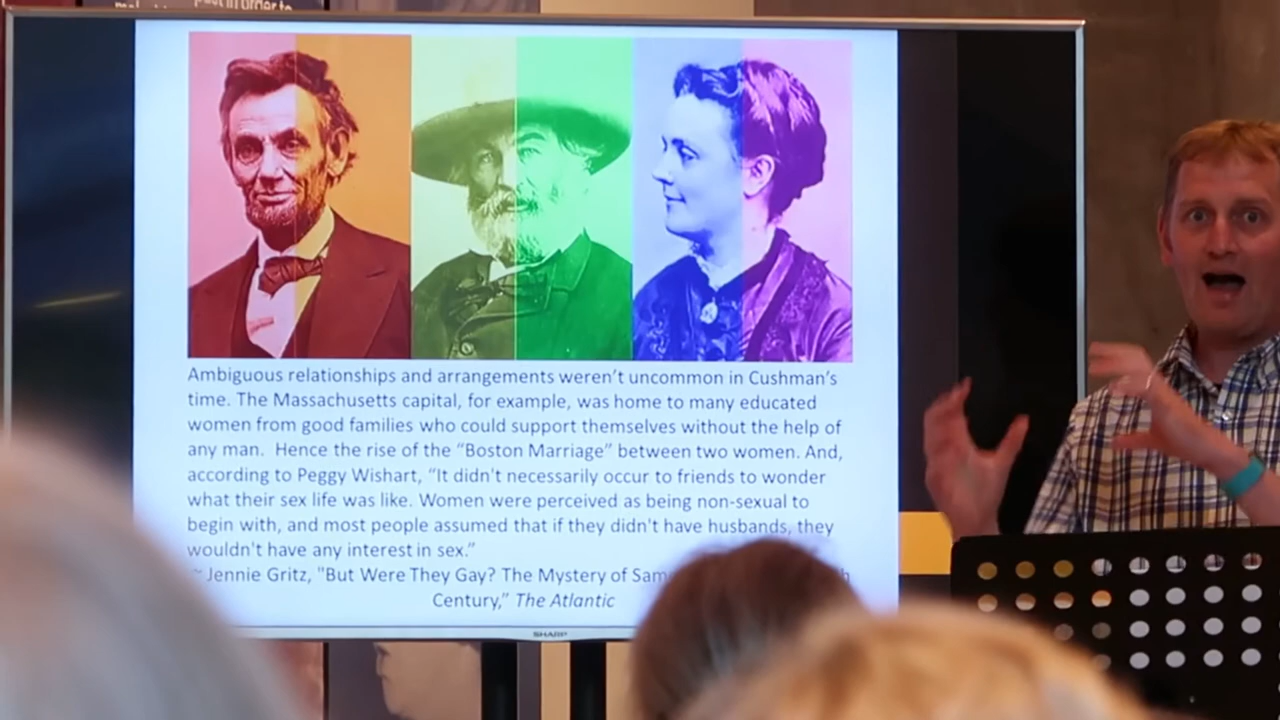 Ambiguous relationships and arrangements weren't uncommon in Cushman's
time. The Massachusetts capital, for example, was home to many educated
women from good families who could support themselves without the help of
any man. Hence the rise of the “Boston Marriage” between two women. And,
according to Peggy Wishart, “It didn't necessarily occur to friends to wonder
what their sex life was like. Women were perceived as being non-sexual to
begin with, and most people assumed that if they didn't have husbands, they
wouldn't have any interest in sex.”
~ Jennie Gritz, "But Were They Gay? The Mystery of
Century,” The Atlantic
SHARP